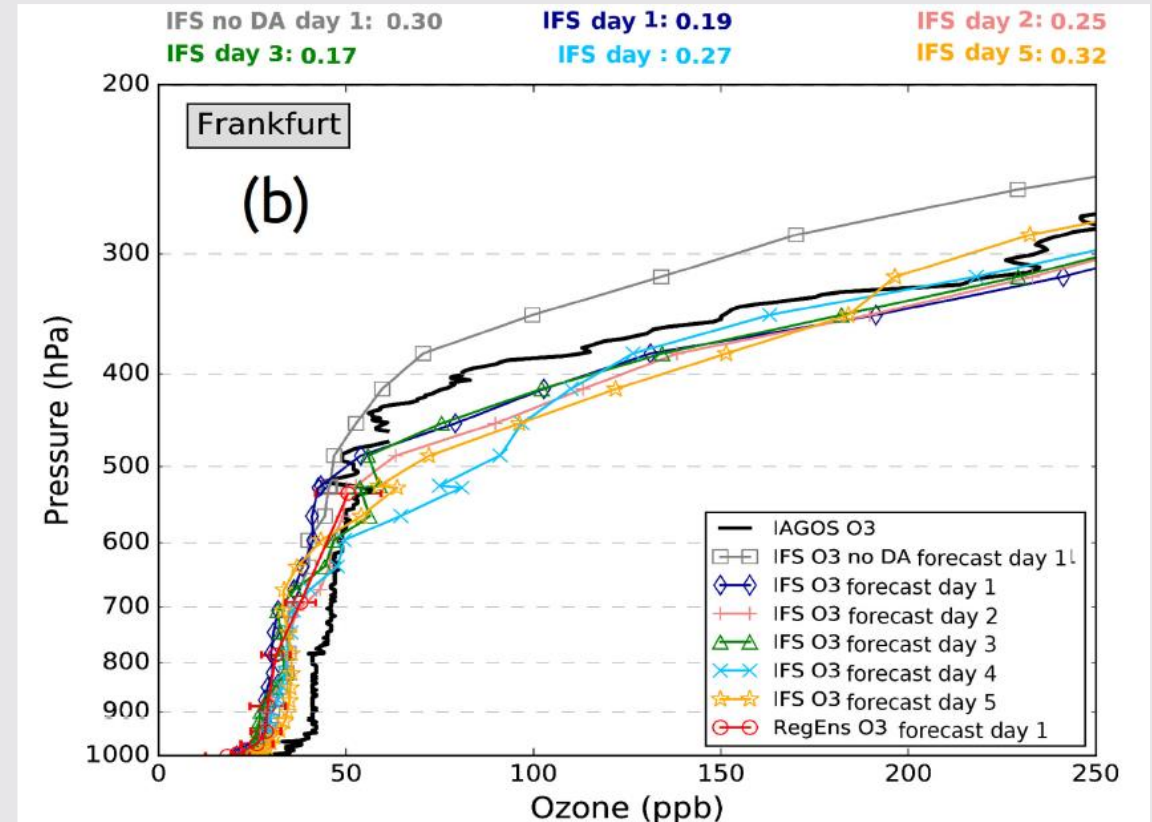 IFS no DA day 1: 0.30 IFS day 1: 0.19 IFS day 2: 0.25
IFS day 3: 0.17 IFS day : 0.27 IFS day 5: 0.32
200
Frankfurt
(b)
300
400
500
600
700
800
900
1000
Pressure (hPa)
IAGOS O3
IFS O3 no DA forecast day 1
IFS O3 forecast day 1
IFS O3 forecast day 2
IFS O3 forecast day 3
IFS O3 forecast day 4
IFS O3 forecast day 5
RegEns O3 forecast day 1
0 50 100 150 200 250
Ozone (ppb)